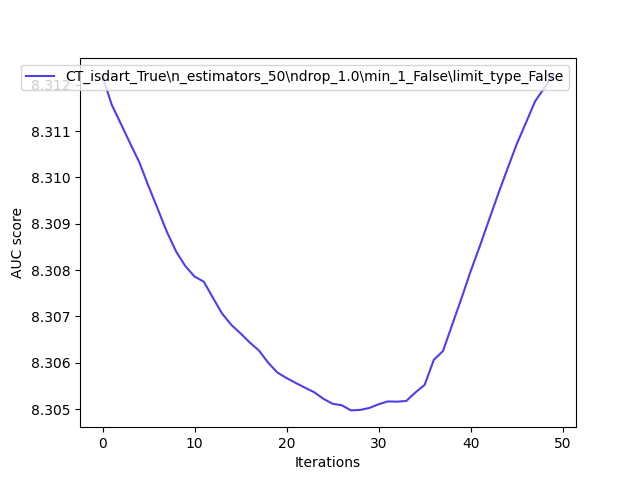 CT_isdart_True\n_estimators_50\ndrop_1.0\min_1_False\limit_type_False
8.312
8.311
8.310
8.309
8.308
8.307
8.306
8.305
AUC score
0 10 20 30 40 50
Iterations